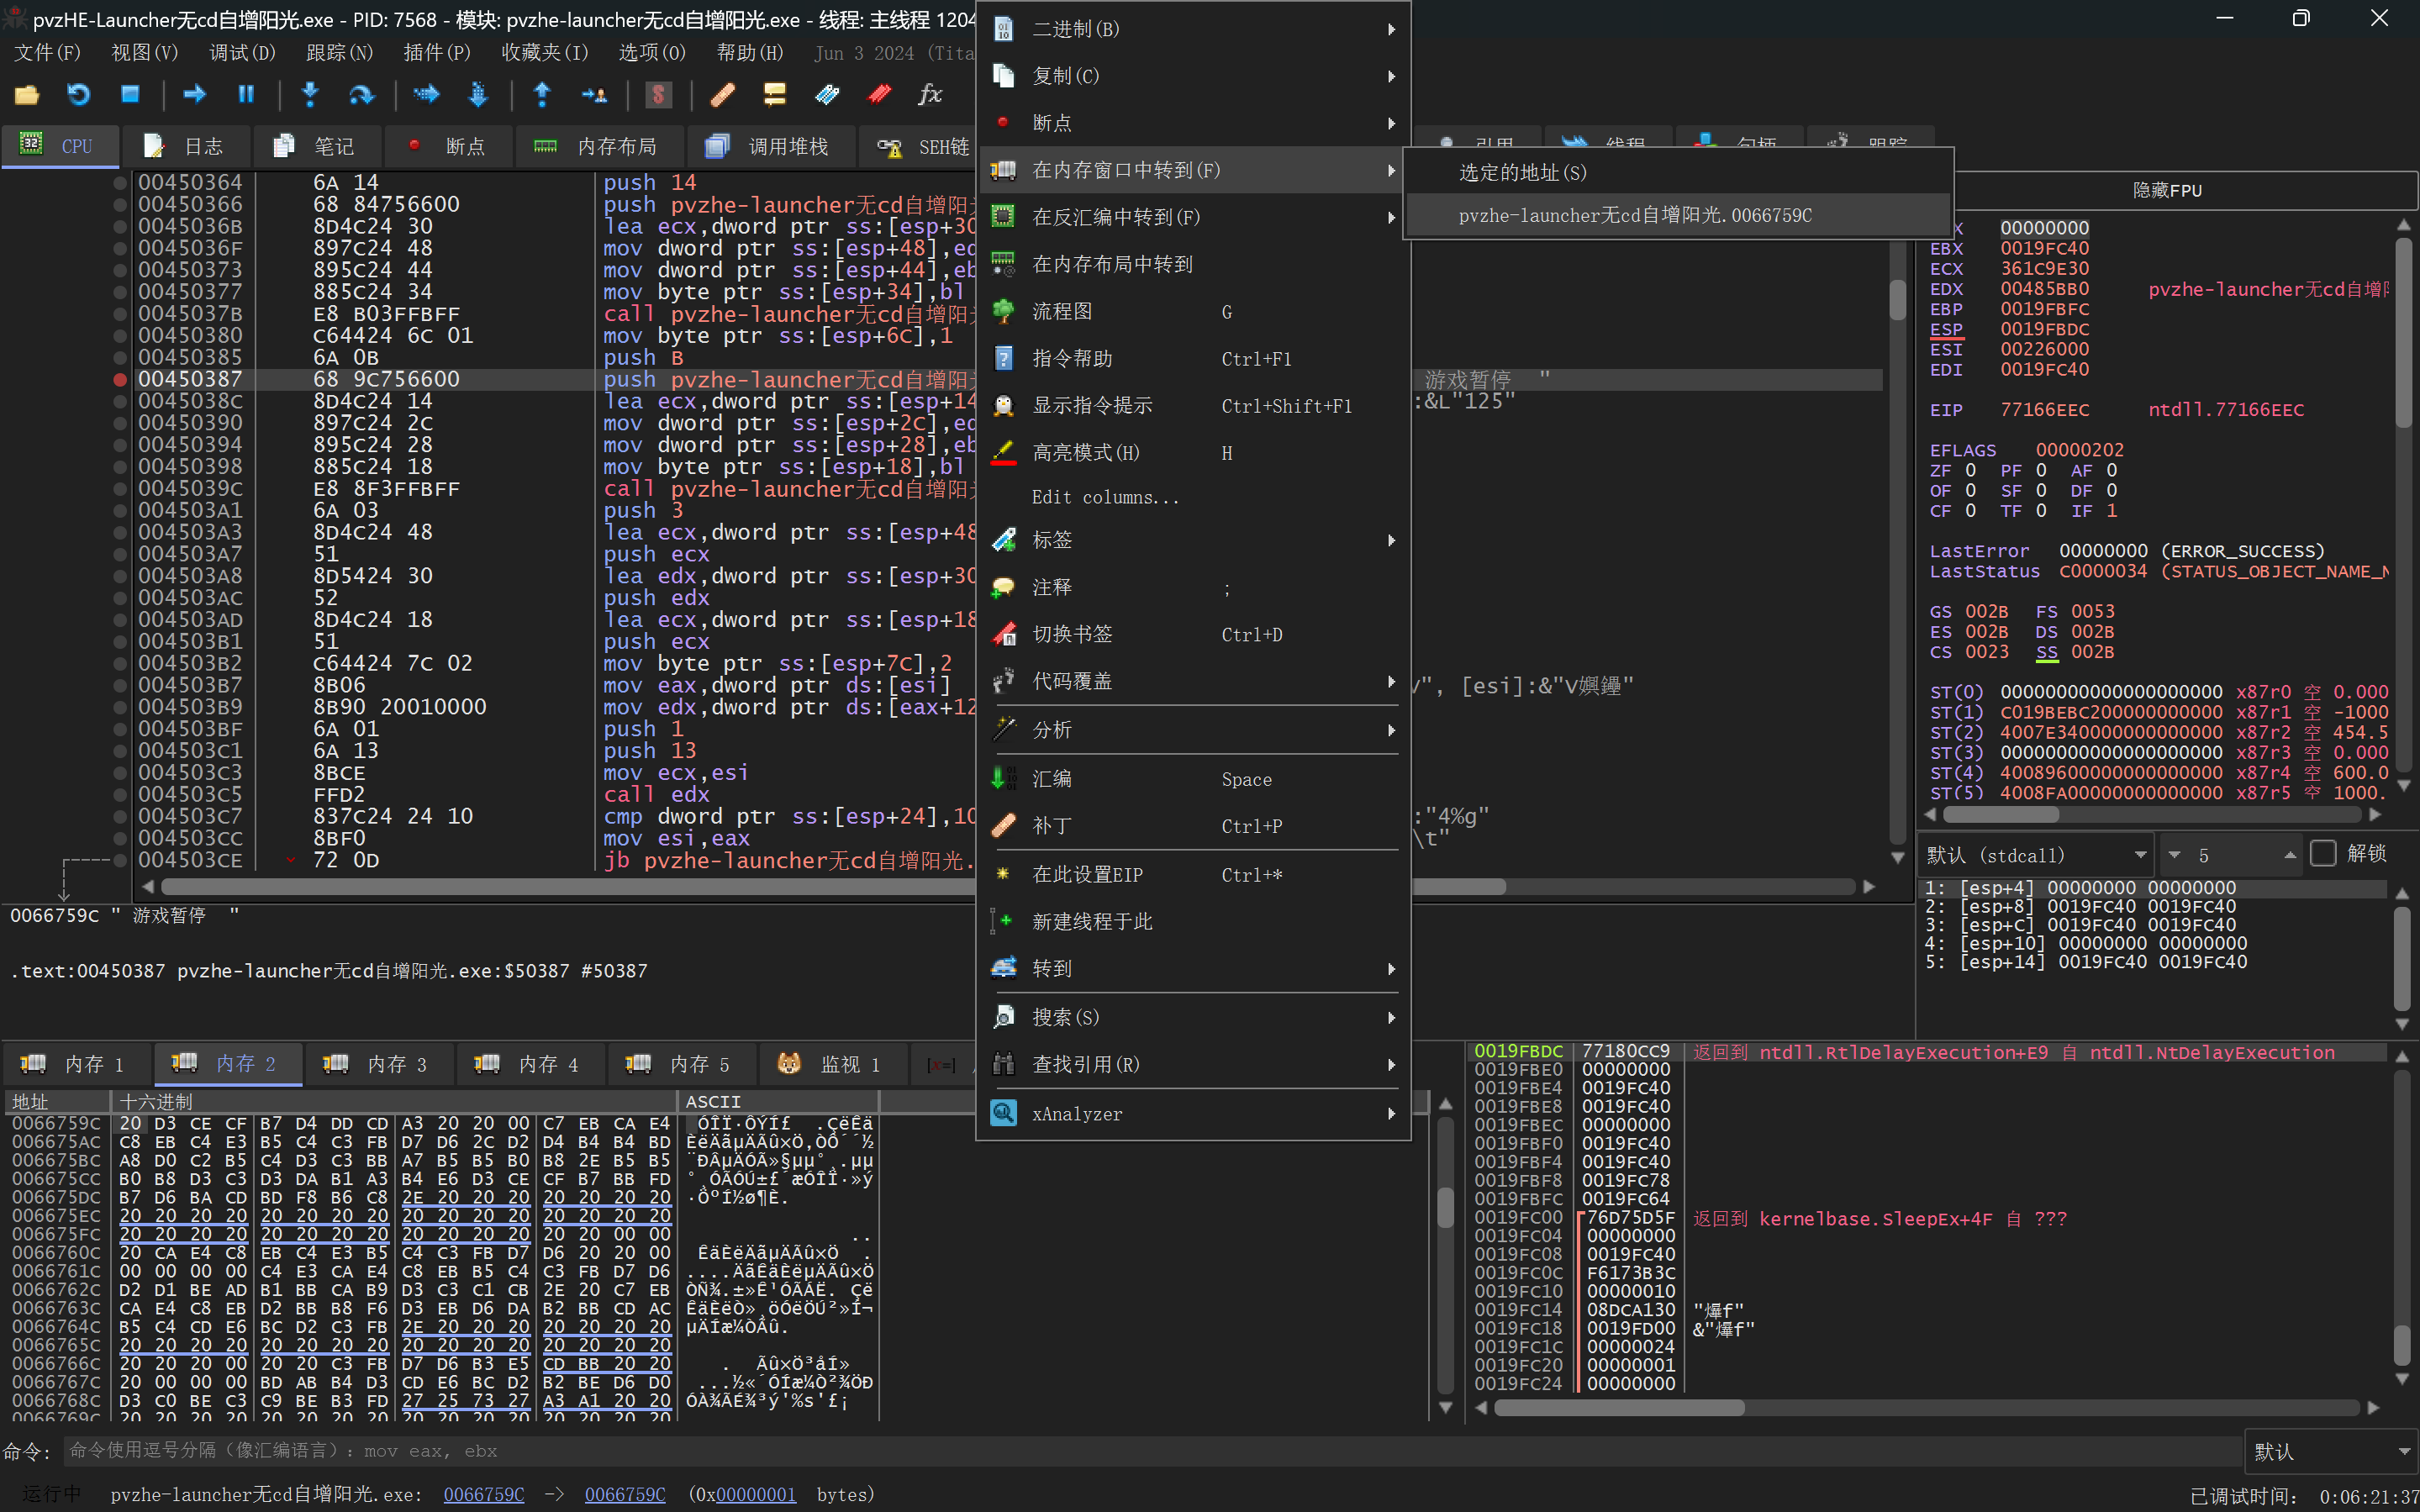 pvzHE-Launcher无cd自增阳光.exe - PID: 7568 - 模块: pvzhe-launcher无cd自增阳光.exe - 线程: 主线程 1204
文件(F) 视图(V) 调试(D) 跟踪(N) 插件(P) 收藏夹(I) 选项(O) 帮助(H) Jun 3 2024 (Tita
CPU 日志 笔记 断点 内存布局 调用堆栈 SEH链 引用 线程 句柄 跟踪
00450364 6A 14 push 14
00450366 68 84756600 push pvzhe-launcher无cd自增阳光
0045036B 8D4C24 30 lea ecx,dword ptr ss:[esp+30
0045036F 897C24 48 mov dword ptr ss:[esp+48],ed
00450373 895C24 44 mov dword ptr ss:[esp+44],eb
00450377 885C24 34 mov byte ptr ss:[esp+34],bl
0045037B E8 B03FFBFF call pvzhe-launcher无cd自增阳光
00450380 C64424 6C 01 mov byte ptr ss:[esp+6C],1
00450385 6A 0B push B
00450387 68 9C756600 push pvzhe-launcher无cd自增阳光 游戏暂停 "
0045038C 8D4C24 14 lea ecx,dword ptr ss:[esp+14 :&L"125"
00450390 897C24 2C mov dword ptr ss:[esp+2C],ed
00450394 895C24 28 mov dword ptr ss:[esp+28],eb
00450398 885C24 18 mov byte ptr ss:[esp+18],bl
0045039C E8 8F3FFBFF call pvzhe-launcher无cd自增阳光
004503A1 6A 03 push 3
004503A3 8D4C24 48 lea ecx,dword ptr ss:[esp+48
004503A7 51 push ecx
004503A8 8D5424 30 lea edx,dword ptr ss:[esp+30
004503AC 52 push edx
004503AD 8D4C24 18 lea ecx,dword ptr ss:[esp+18
004503B1 51 push ecx
004503B2 C64424 7C 02 mov byte ptr ss:[esp+7C],2
004503B7 8B06 mov eax,dword ptr ds:[esi] v", [esi]:&"V
004503B9 8B90 20010000 mov edx,dword ptr ds:[eax+12
004503BF 6A 01 push 1
004503C1 6A 13 push 13
004503C3 8BCE mov ecx,esi
004503C5 FFD2 call edx
004503C7 837C24 24 10 cmp dword ptr ss:[esp+24],10 :"4%g"
004503CC 8BF0 mov esi,eax \t"
004503CE 72 0D jb pvzhe-launcher无cd自增阳光.
0066759C " 游戏暂停 "
.text:00450387 pvzhe-launcher无cd自增阳光.exe:$50387 #50387
二进制(B)
复制(C)
断点
在内存窗口中转到(F)
在反汇编中转到(F)
在内存布局中转到
流程图 G
指令帮助 Ctrl+F1
显示指令提示 Ctrl+Shift+F1
高亮模式(H) H
Edit columns...
标签
注释 ;
切换书签 Ctrl+D
代码覆盖
分析
汇编 Space
补丁 Ctrl+P
在此设置EIP Ctrl+*
新建线程于此
转到
搜索(S)
查找引用(R)
xAnalyzer
选定的地址(S)
pvzhe-launcher无cd自增阳光.0066759C
隐藏FPU
X 00000000
EBX 0019FC40
ECX 361C9E30
EDX 00485BB0 pvzhe-launcher无cd自增阳
EBP 0019FBFC
ESP 0019FBDC
ESI 00226000
EDI 0019FC40
EIP 77166EEC ntdll.77166EEC
EFLAGS 00000202
ZF 0 PF 0 AF 0
OF 0 SF 0 DF 0
CF 0 TF 0 IF 1
LastError 00000000 (ERROR_SUCCESS)
LastStatus C0000034 (STATUS_OBJECT_NAME_N
GS 002B FS 0053
ES 002B DS 002B
CS 0023 SS 002B
ST(0) 00000000000000000000 x87r0 空 0.000
ST(1) C019BEBC200000000000 x87r1 空 -1000
ST(2) 4007E340000000000000 x87r2 空 454.5
ST(3) 00000000000000000000 x87r3 空 0.000
ST(4) 40089600000000000000 x87r4 空 600.0
ST(5) 4008FA00000000000000 x87r5 空 1000.
默认 (stdcall) 5 解锁
1: [esp+4] 00000000 00000000
2: [esp+8] 0019FC40 0019FC40
3: [esp+C] 0019FC40 0019FC40
4: [esp+10] 00000000 00000000
5: [esp+14] 0019FC40 0019FC40
内存 1 内存 2 内存 3 内存 4 内存 5 监视 1 [x=]
地址 十六进制 ASCII
0066759C 20 D3 CE CF B7 D4 DD CD A3 20 20 00 C7 EB CA E4 ÓÎÏ·ÔÝÍ£ .ÇëÊä
006675AC C8 EB C4 E3 B5 C4 C3 FB D7 D6 2C D2 D4 B4 B4 BD ÈëÄãµÄÃû×Ö,ÒÔ´´½
006675BC A8 D0 C2 B5 C4 D3 C3 BB A7 B5 B5 B0 B8 2E B5 B5 ¨ÐÂµÄÓÃ»§µµ°¸.µµ
006675CC B0 B8 D3 C3 D3 DA B1 A3 B4 E6 D3 CE CF B7 BB FD °¸ÓÃÓÚ±£´æÓÎÏ·»ý
006675DC B7 D6 BA CD BD F8 B6 C8 2E 20 20 20 20 20 20 20 ·ÖºÍ½ø¶È.
006675EC 20 20 20 20 20 20 20 20 20 20 20 20 20 20 20 20
006675FC 20 20 20 20 20 20 20 20 20 20 20 20 20 20 00 00 ..
0066760C 20 CA E4 C8 EB C4 E3 B5 C4 C3 FB D7 D6 20 20 00 ÊäÈëÄãµÄÃû×Ö .
0066761C 00 00 00 00 C4 E3 CA E4 C8 EB B5 C4 C3 FB D7 D6 ....ÄãÊäÈëµÄÃû×Ö
0066762C D2 D1 BE AD B1 BB CA B9 D3 C3 C1 CB 2E 20 C7 EB ÒÑ¾.±»Ê¹ÓÃÁË. Çë
0066763C CA E4 C8 EB D2 BB B8 F6 D3 EB D6 DA B2 BB CD AC ÊäÈëÒ»¸öÓëÖÚ²»Í¬
0066764C B5 C4 CD E6 BC D2 C3 FB 2E 20 20 20 20 20 20 20 µÄÍæ¼ÒÃû.
0066765C 20 20 20 20 20 20 20 20 20 20 20 20 20 20 20 20
0066766C 20 20 20 00 20 20 C3 FB D7 D6 B3 E5 CD BB 20 20 . Ãû×Ö³åÍ»
0066767C 20 00 00 00 BD AB B4 D3 CD E6 BC D2 B2 BE D6 D0 ...½«´ÓÍæ¼Ò²¾ÖÐ
0066768C D3 C0 BE C3 C9 BE B3 FD 27 25 73 27 A3 A1 20 20 ÓÀ¾ÃÉ¾³ý'%s'£¡
0066769C 20 20 20 20 20 20 20 20 20 20 20 20 20 20 20 20
0019FBDC 77180CC9 返回到 ntdll.RtlDelayExecution+E9 自 ntdll.NtDelayExecution
0019FBE0 00000000
0019FBE4 0019FC40
0019FBE8 0019FC40
0019FBEC 00000000
0019FBF0 0019FC40
0019FBF4 0019FC40
0019FBF8 0019FC78
0019FBFC 0019FC64
0019FC00 76D75D5F 返回到 kernelbase.SleepEx+4F 自 ???
0019FC04 00000000
0019FC08 0019FC40
0019FC0C F6173B3C
0019FC10 00000010
0019FC14 08DCA130 "爗f"
0019FC18 0019FD00 &"爗f"
0019FC1C 00000024
0019FC20 00000001
0019FC24 00000000
命令: 命令使用逗号分隔（像汇编语言）: mov eax, ebx 默认
运行中 pvzhe-launcher无cd自增阳光.exe: 0066759C -> 0066759C (0x00000001 bytes) 已调试时间: 0:06:21:37